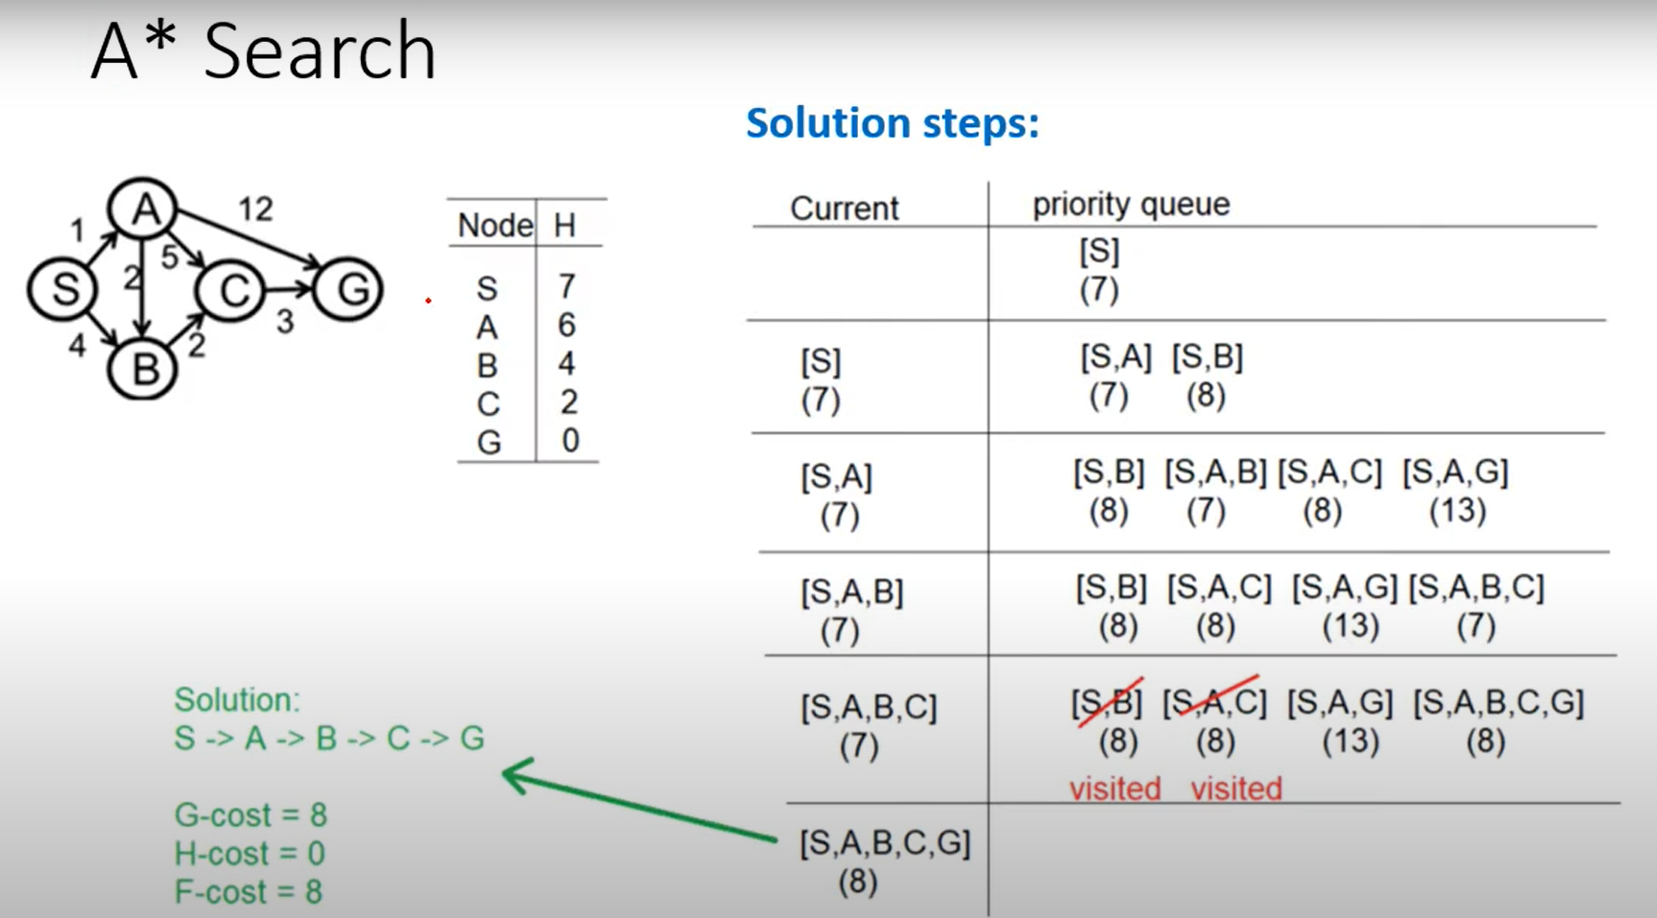 A* Search
Solution steps:
A
12
1
5
S
2
C
G
3
4
2
B
Node H
S 7
A 6
B 4
C 2
G 0
Current priority queue
[S]
(7)
[S] [S,A] [S,B]
(7) (7) (8)
[S,A] [S,B] [S,A,B] [S,A,C] [S,A,G]
(7) (8) (7) (8) (13)
[S,A,B] [S,B] [S,A,C] [S,A,G] [S,A,B,C]
(7) (8) (8) (13) (7)
[S,A,B,C] [S,B] [S,A,C] [S,A,G] [S,A,B,C,G]
(7) (8) (8) (13) (8)
visited visited
[S,A,B,C,G]
(8)
Solution:
S -> A -> B -> C -> G
G-cost = 8
H-cost = 0
F-cost = 8